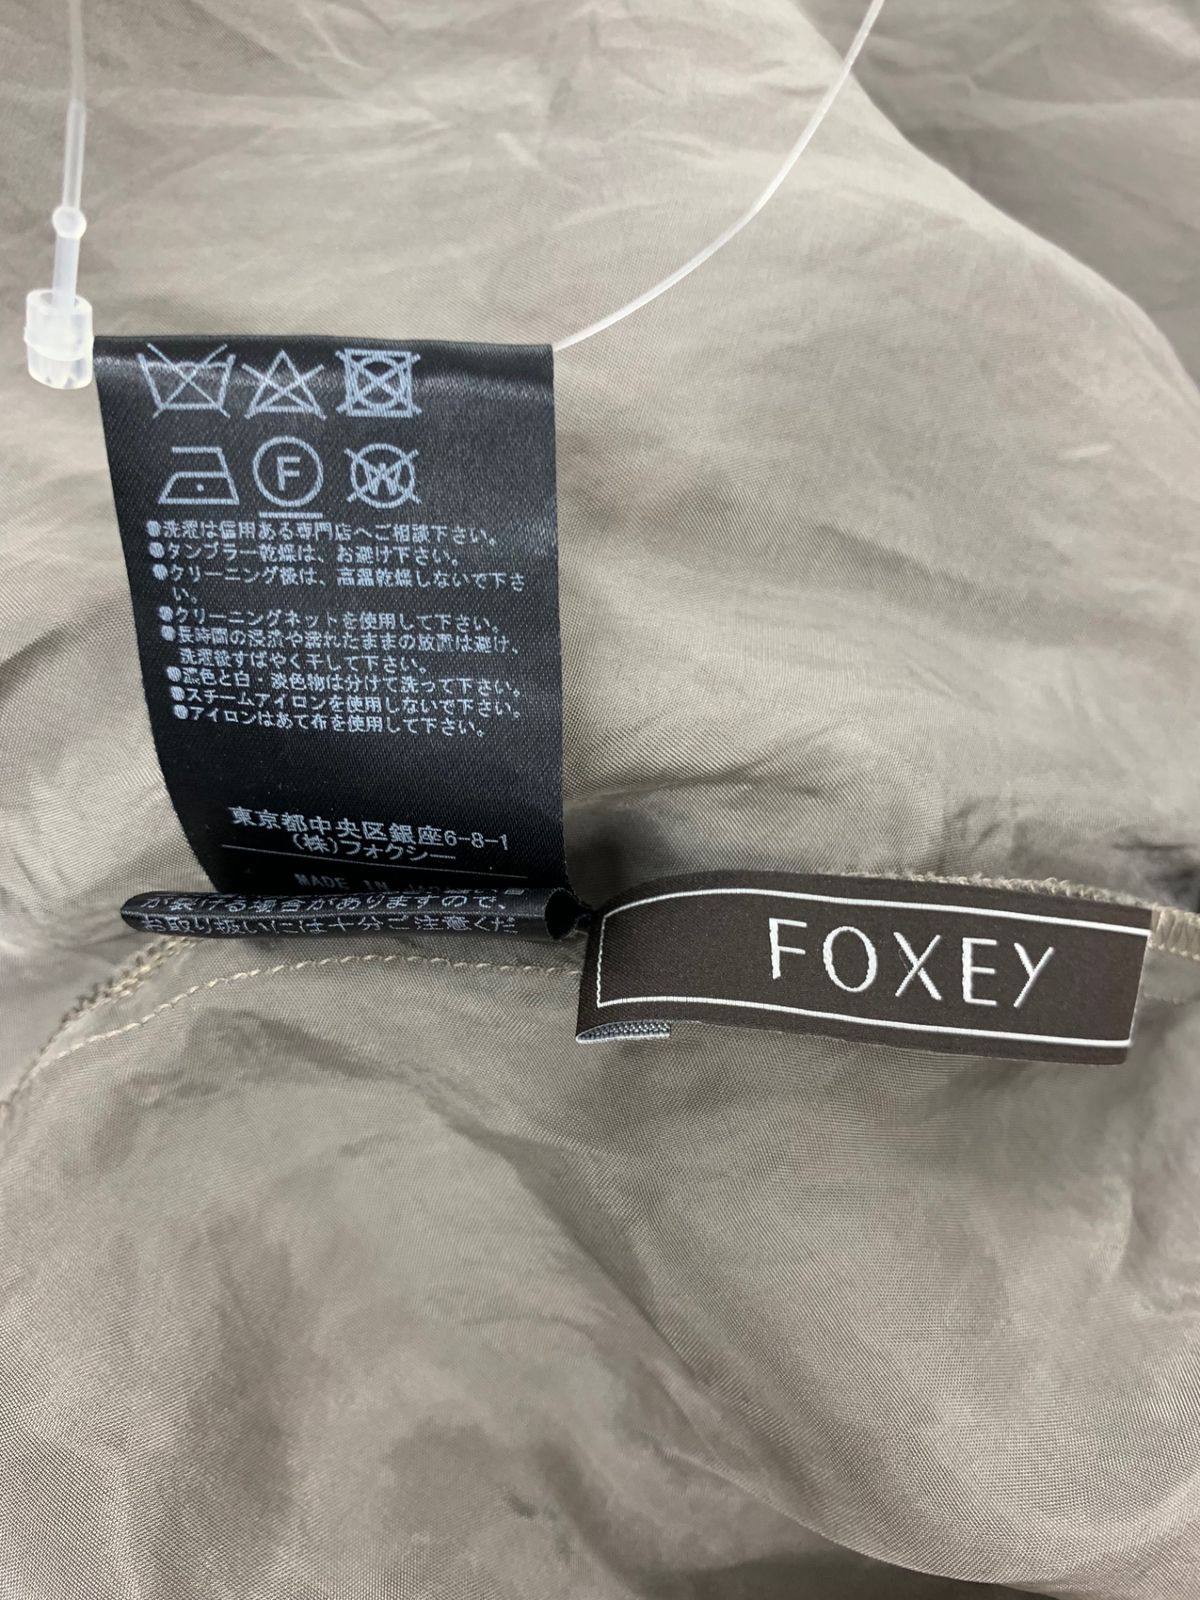 F
W
●洗濯は信用ある専門店へご相談下さい。
●タンブラー乾燥は、お避け下さい。
●クリーニング後は、高温乾燥しないで下さ
い。
●クリーニングネットを使用して下さい。
●長時間の浸漬や濡れたままの放置は避け、
洗濯後すばやく干して下さい。
●濃色と白・淡色物は分けて洗って下さい。
●スチームアイロンを使用しないで下さい。
●アイロンはあて布を使用して下さい。
東京都中央区銀座6-8-1
(株)フォクシー
MADE IN
が裂ける場合がありますので、
お取り扱いには十分ご注意くだ
FOXEY